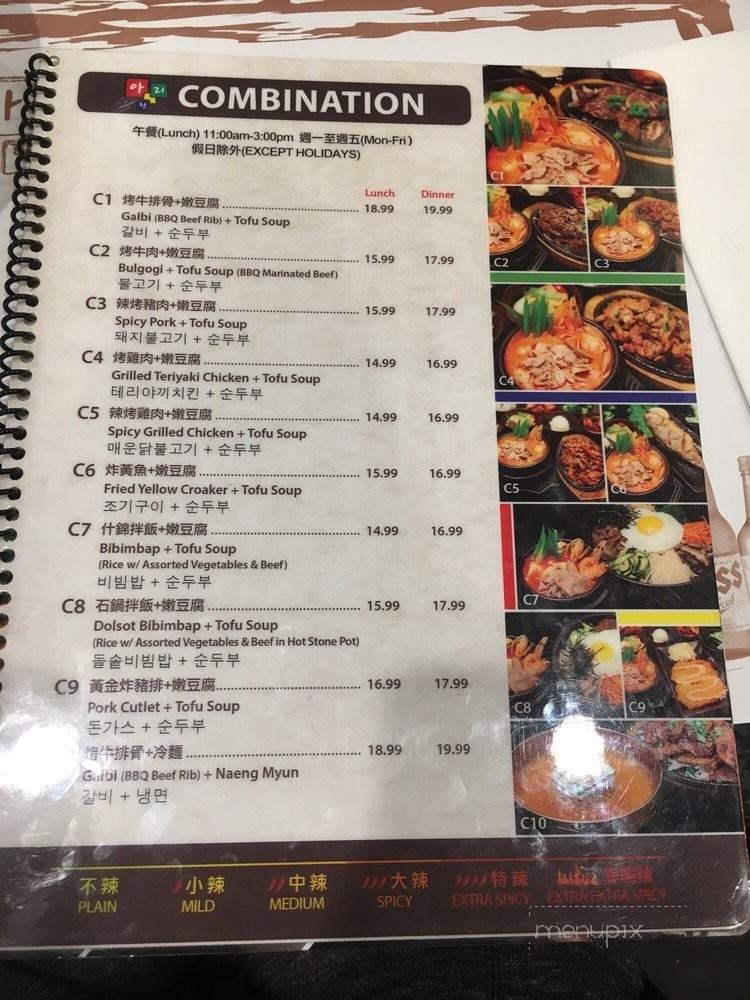 아리
랑
COMBINATION
午餐(Lunch) 11:00am-3:00pm 週一至週五(Mon-Fri)
假日除外(EXCEPT HOLIDAYS)
Lunch Dinner
C1 烤牛排骨+嫩豆腐 18.99 19.99
Galbi (BBQ Beef Rib) + Tofu Soup
갈비 + 순두부
C2 烤牛肉+嫩豆腐 15.99 17.99
Bulgogi + Tofu Soup (BBQ Marinated Beef)
불고기 + 순두부
C3 辣烤豬肉+嫩豆腐 15.99 17.99
Spicy Pork + Tofu Soup
돼지불고기 + 순두부
C4 烤雞肉+嫩豆腐 14.99 16.99
Grilled Teriyaki Chicken + Tofu Soup
테리야끼치킨 + 순두부
C5 辣烤雞肉+嫩豆腐 14.99 16.99
Spicy Grilled Chicken + Tofu Soup
매운닭불고기 + 순두부
C6 炸黃魚+嫩豆腐 15.99 16.99
Fried Yellow Croaker + Tofu Soup
조기구이 + 순두부
C7 什錦拌飯+嫩豆腐 14.99 16.99
Bibimbap + Tofu Soup
(Rice w/ Assorted Vegetables & Beef)
비빔밥 + 순두부
C8 石鍋拌飯+嫩豆腐 15.99 17.99
Dolsot Bibimbap + Tofu Soup
(Rice w/ Assorted Vegetables & Beef in Hot Stone Pot)
돌솥비빔밥 + 순두부
C9 黃金炸豬排+嫩豆腐 16.99 17.99
Pork Cutlet + Tofu Soup
돈가스 + 순두부
牛排骨+冷麵 18.99 19.99
Galbi (BBQ Beef Rib) + Naeng Myun
갈비 + 냉면
C1
C2 C3
C4
C5 C6
C7
C8 C9
C10
不辣 小辣 中辣 大辣 特辣
PLAIN MILD MEDIUM SPICY EXTRA SPICY EXTRA EXTRA SPICY
menupix